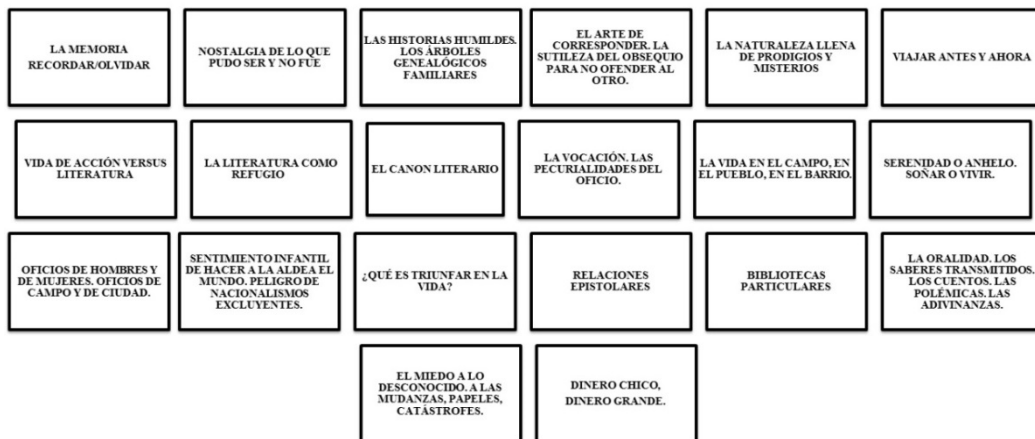 LA MEMORIA
RECORDAR/OLVIDAR
NOSTALGIA DE LO QUE
PUDO SER Y NO FUE
LAS HISTORIAS HUMILDES.
LOS ÁRBOLES
GENEALÓGICOS
FAMILIARES
EL ARTE DE
CORRESPONDER. LA
SUTILEZA DEL OBSEQUIO
PARA NO OFENDER AL
OTRO.
LA NATURALEZA LLENA
DE PRODIGIOS Y
MISTERIOS
VIAJAR ANTES Y AHORA
VIDA DE ACCIÓN VERSUS
LITERATURA
LA LITERATURA COMO
REFUGIO
EL CANON LITERARIO
LA VOCACIÓN. LAS
PECURIALIDADES DEL
OFICIO.
LA VIDA EN EL CAMPO, EN
EL PUEBLO, EN EL BARRIO.
SERENIDAD O ANHELO.
SOÑAR O VIVIR.
OFICIOS DE HOMBRES Y
DE MUJERES. OFICIOS DE
CAMPO Y DE CIUDAD.
SENTIMIENTO INFANTIL
DE HACER A LA ALDEA EL
MUNDO. PELIGRO DE
NACIONALISMOS
EXCLUYENTES.
¿QUÉ ES TRIUNFAR EN LA
VIDA?
RELACIONES
EPISTOLARES
BIBLIOTECAS
PARTICULARES
LA ORALIDAD. LOS
SABERES TRANSMITIDOS.
LOS CUENTOS. LAS
POLÉMICAS. LAS
ADIVINANZAS.
EL MIEDO A LO
DESCONOCIDO. A LAS
MUDANZAS, PAPELES,
CATÁSTROFES.
DINERO CHICO,
DINERO GRANDE.